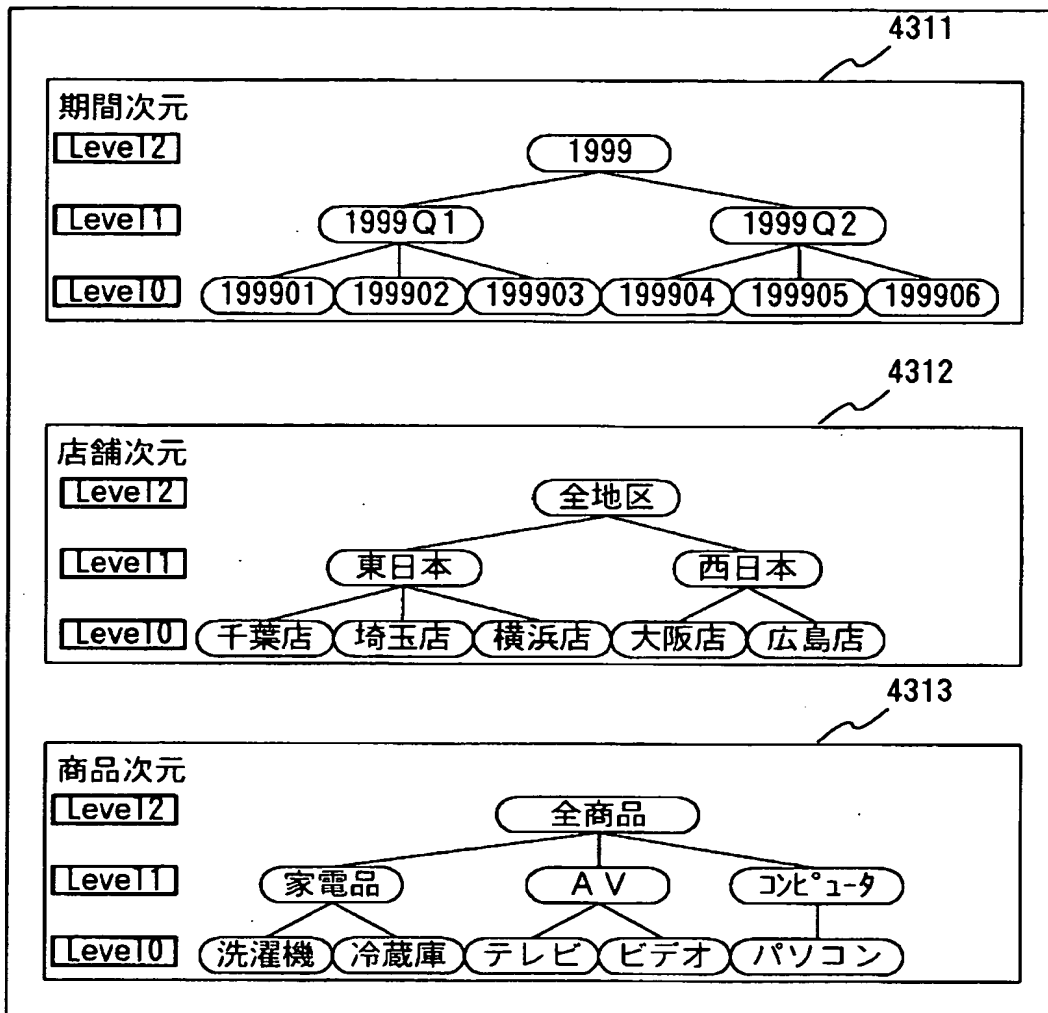 4311
期間次元
Level2 1999
Level1 1999Q1 1999Q2
Level0 199901 199902 199903 199904 199905 199906
4312
店舗次元
Level2 全地区
Level1 東日本 西日本
Level0 千葉店 埼玉店 横浜店 大阪店 広島店
4313
商品次元
Level2 全商品
Level1 家電品 AV コンピュータ
Level0 洗濯機 冷蔵庫 テレビ ビデオ パソコン